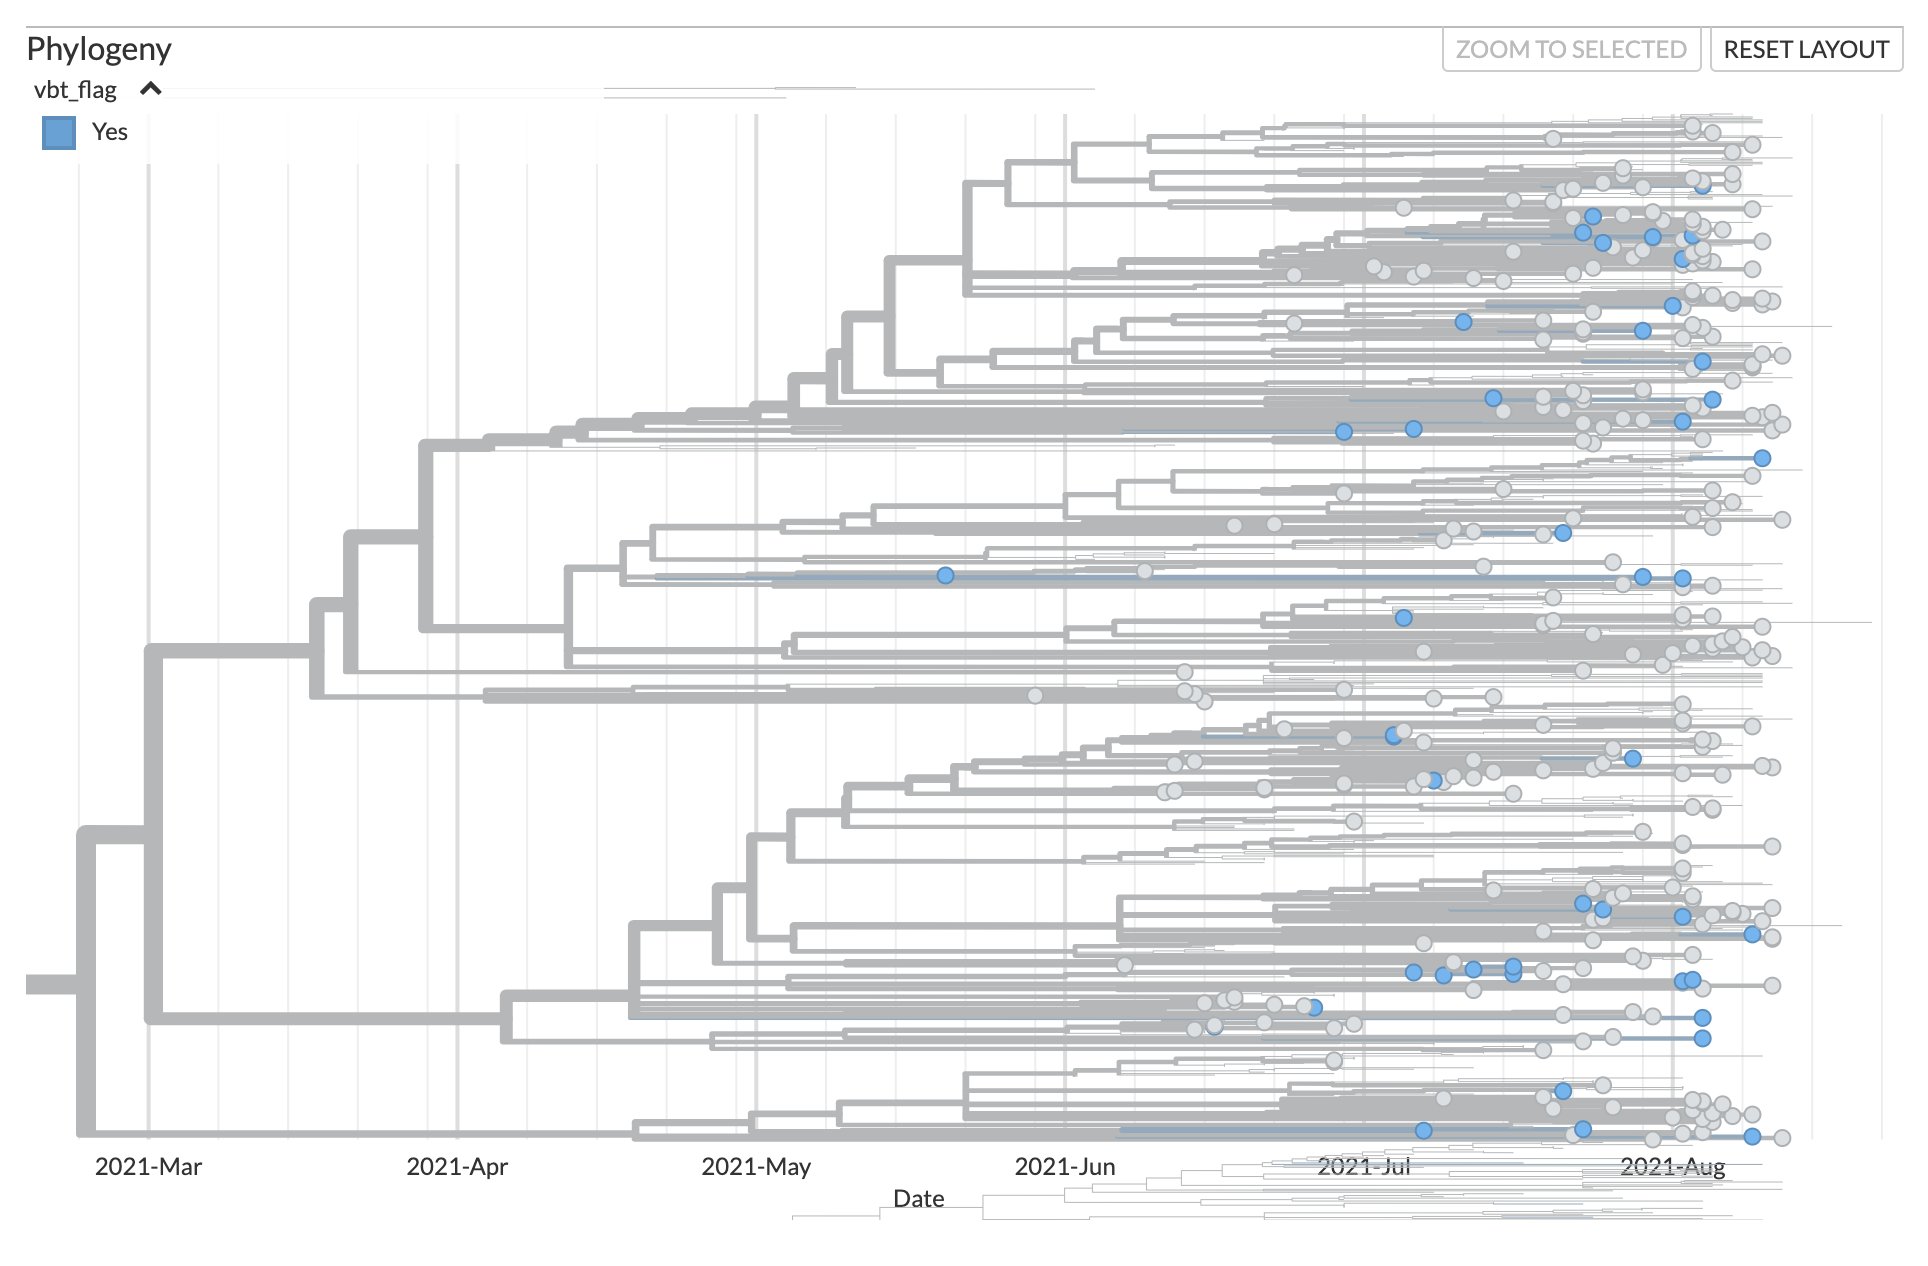 Phylogeny
ZOOM TO SELECTED
RESET LAYOUT
vbt_flag
Yes
2021-Mar
2021-Apr
2021-May
2021-Jun
2021-Jul
2021-Aug
Date